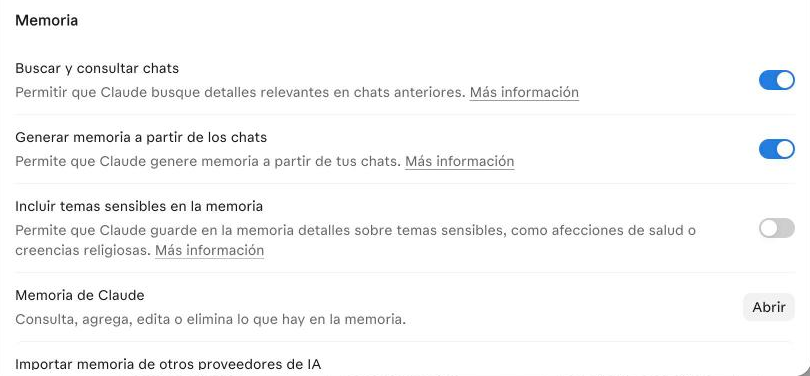 Memoria
Buscar y consultar chats
Permitir que Claude busque detalles relevantes en chats anteriores. Más información
Generar memoria a partir de los chats
Permite que Claude genere memoria a partir de tus chats. Más información
Incluir temas sensibles en la memoria
Permite que Claude guarde en la memoria detalles sobre temas sensibles, como afecciones de salud o
creencias religiosas. Más información
Memoria de Claude
Consulta, agrega, edita o elimina lo que hay en la memoria.
Abrir
Importar memoria de otros proveedores de IA